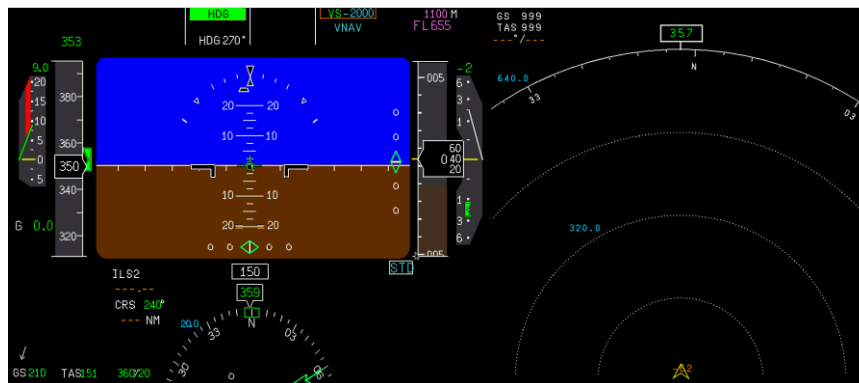 HDG
VS-2000
1100 M
GS 999
HDG 270°
VNAV
FL655
TAS 999
---°/---
353
357
9.0
-2
N
20
380
005
6
640.0
33
03
15
20 20
3
10
10 10
1
5
360
60
0
350
0 40
20
5
340
10 10
1
320.0
G 0.0
20 20
3
320
6
005
STD
ILS2
150
---.--
359
CRS 240°
--- NM
20.0
33
N
03
30
06
GS 210
TAS 151
360/20